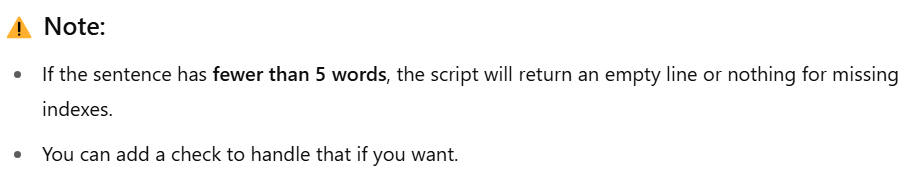 ⚠️ Note:
• If the sentence has fewer than 5 words, the script will return an empty line or nothing for missing
indexes.
• You can add a check to handle that if you want.